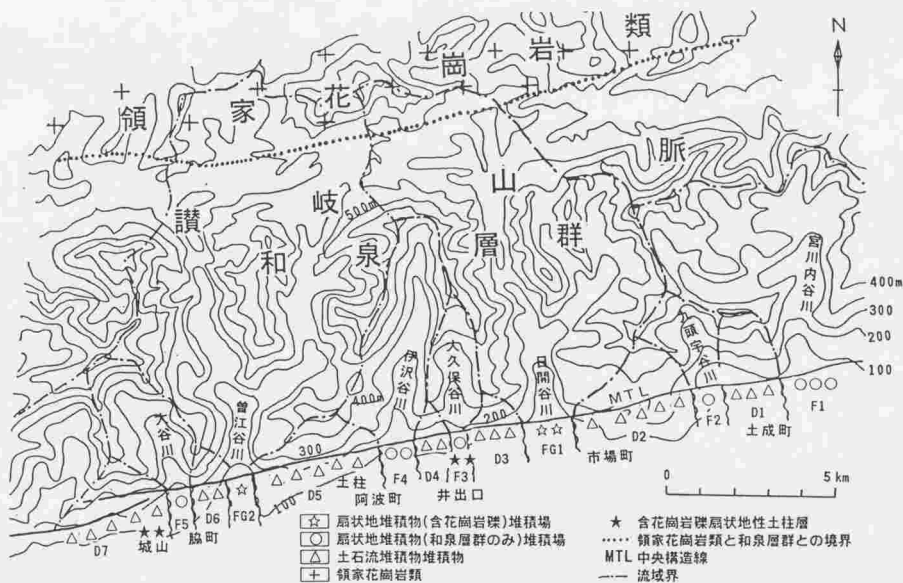 N
領家花崗岩類
讃岐山脈
和泉層群
500m
400m
300
200
100
宮川内谷川
頭宇谷川
日開谷川
大久保谷川
伊沢谷川
曽江谷川
大谷川
400m
300
200
100
MTL
F1
D1
土成町
F2
D2
市場町
FG1
D3
F3
井出口
D4
F4
阿波町
土柱
D5
FG2
D6
脇町
F5
城山
D7
0 5 km
☆ 扇状地堆積物(含花崗岩礫)堆積場
○ 扇状地堆積物(和泉層群のみ)堆積場
△ 土石流堆積物堆積物
+ 領家花崗岩類
★ 含花崗岩礫扇状地性土柱層
領家花崗岩類と和泉層群との境界
MTL 中央構造線
流域界